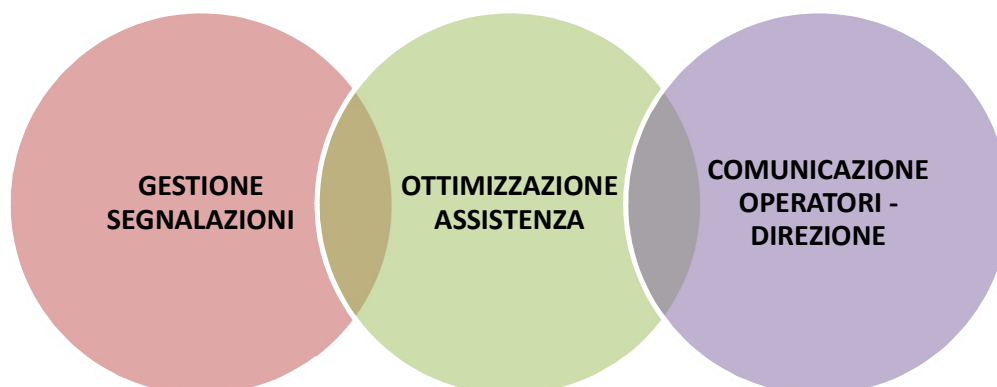 GESTIONE
SEGNALAZIONI
OTTIMIZZAZIONE
ASSISTENZA
COMUNICAZIONE
OPERATORI -
DIREZIONE